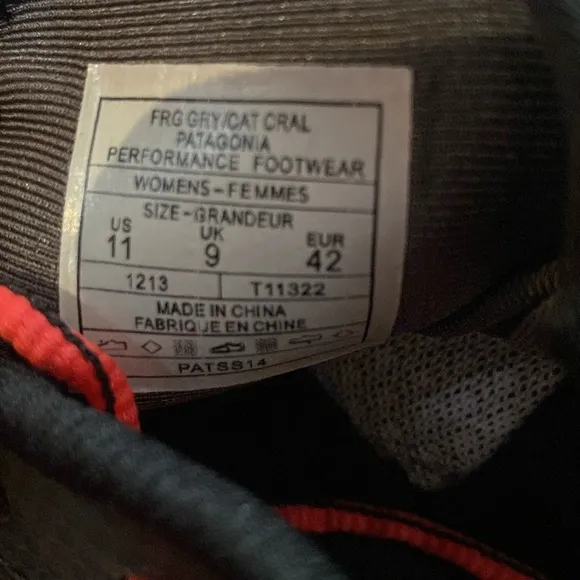 FRG GRY/CAT CRAL
PATAGONIA
PERFORMANCE FOOTWEAR
WOMENS-FEMMES
SIZE-GRANDEUR
US UK EUR
11 9 42
1213 T11322
MADE IN CHINA
FABRIQUE EN CHINE
PATSS14